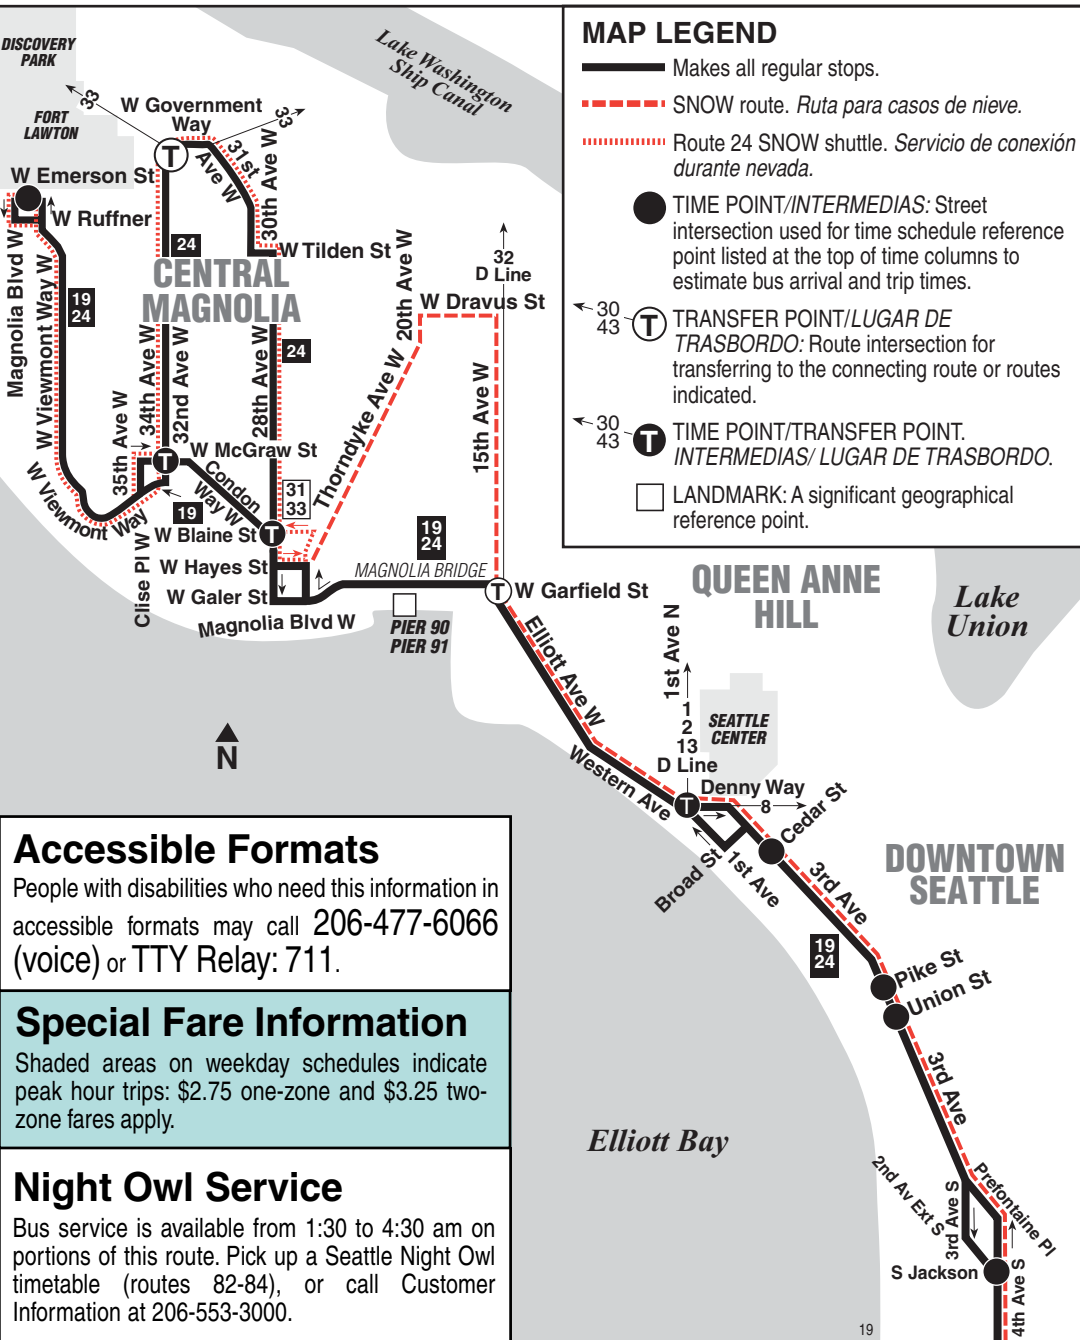 DISCOVERY
PARK
33
W Government
Way
33
FORT
LAWTON
31st
Ave W
30th Ave W
W Emerson St
W Ruffner
24
W Tilden St
CENTRAL
MAGNOLIA
Magnolia Blvd W
W Viewmont Way W
19
24
34th Ave W
32nd Ave W
28th Ave W
24
20th Ave W
W Dravus St
32
D Line
Thorndyke Ave W
15th Ave W
35th Ave W
W McGraw St
T
T
Condon
Way W
31
33
W Viewmont Way
19
W Blaine St
T
Clise Pl W
W Hayes St
W Galer St
Magnolia Blvd W
19
24
MAGNOLIA BRIDGE
T
W Garfield St
PIER 90
PIER 91
Lake Washington
Ship Canal
MAP LEGEND
Makes all regular stops.
SNOW route. Ruta para casos de nieve.
Route 24 SNOW shuttle. Servicio de conexión
durante nevada.
TIME POINT/INTERMEDIAS: Street
intersection used for time schedule reference
point listed at the top of time columns to
estimate bus arrival and trip times.
30
43
T
TRANSFER POINT/LUGAR DE
TRASBORDO: Route intersection for
transferring to the connecting route or routes
indicated.
30
43
T
TIME POINT/TRANSFER POINT.
INTERMEDIAS/ LUGAR DE TRASBORDO.
LANDMARK: A significant geographical
reference point.
QUEEN ANNE
HILL
Lake
Union
Elliott Ave W
1st Ave N
1
2
13
D Line
SEATTLE
CENTER
Western Ave
T
Denny Way
8
Cedar St
Broad St
1st Ave
3rd Ave
DOWNTOWN
SEATTLE
19
24
Pike St
Union St
3rd Ave
Elliott Bay
2nd Av Ext S
3rd Ave S
Prefontaine Pl
S Jackson
4th Ave S
19
N
Accessible Formats
People with disabilities who need this information in
accessible formats may call 206-477-6066
(voice) or TTY Relay: 711.
Special Fare Information
Shaded areas on weekday schedules indicate
peak hour trips: $2.75 one-zone and $3.25 two-
zone fares apply.
Night Owl Service
Bus service is available from 1:30 to 4:30 am on
portions of this route. Pick up a Seattle Night Owl
timetable (routes 82-84), or call Customer
Information at 206-553-3000.